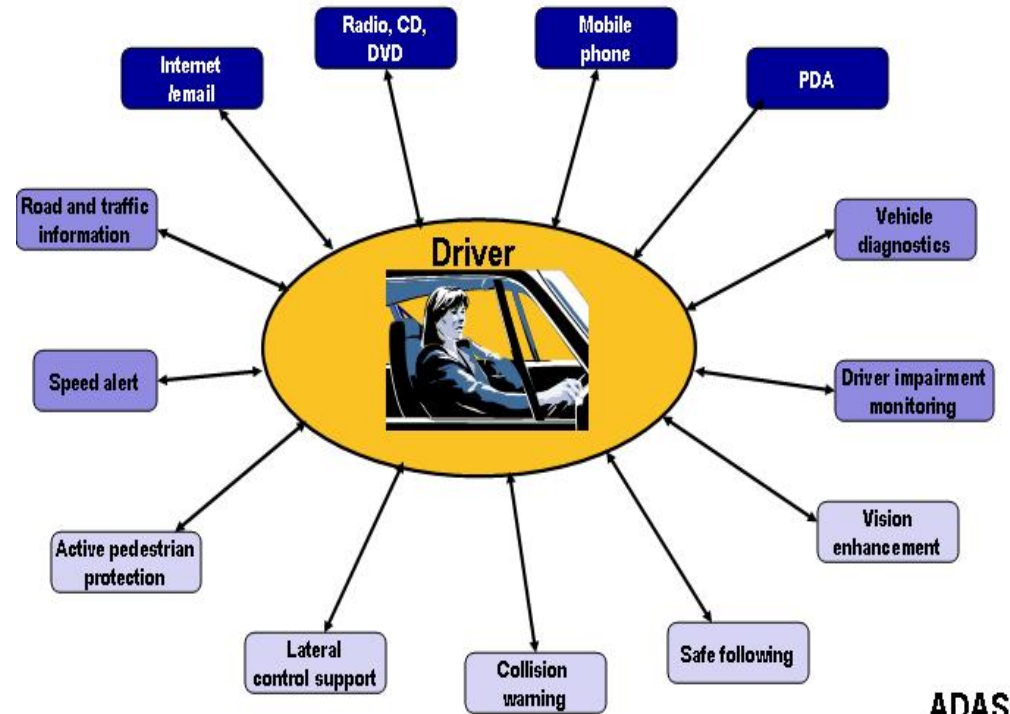 Radio, CD,
DVD
Mobile
phone
Internet
/email
PDA
Road and traffic
information
Vehicle
diagnostics
Driver
Speed alert
Driver impairment
monitoring
Active pedestrian
protection
Vision
enhancement
Lateral
control support
Collision
warning
Safe following
ADAS